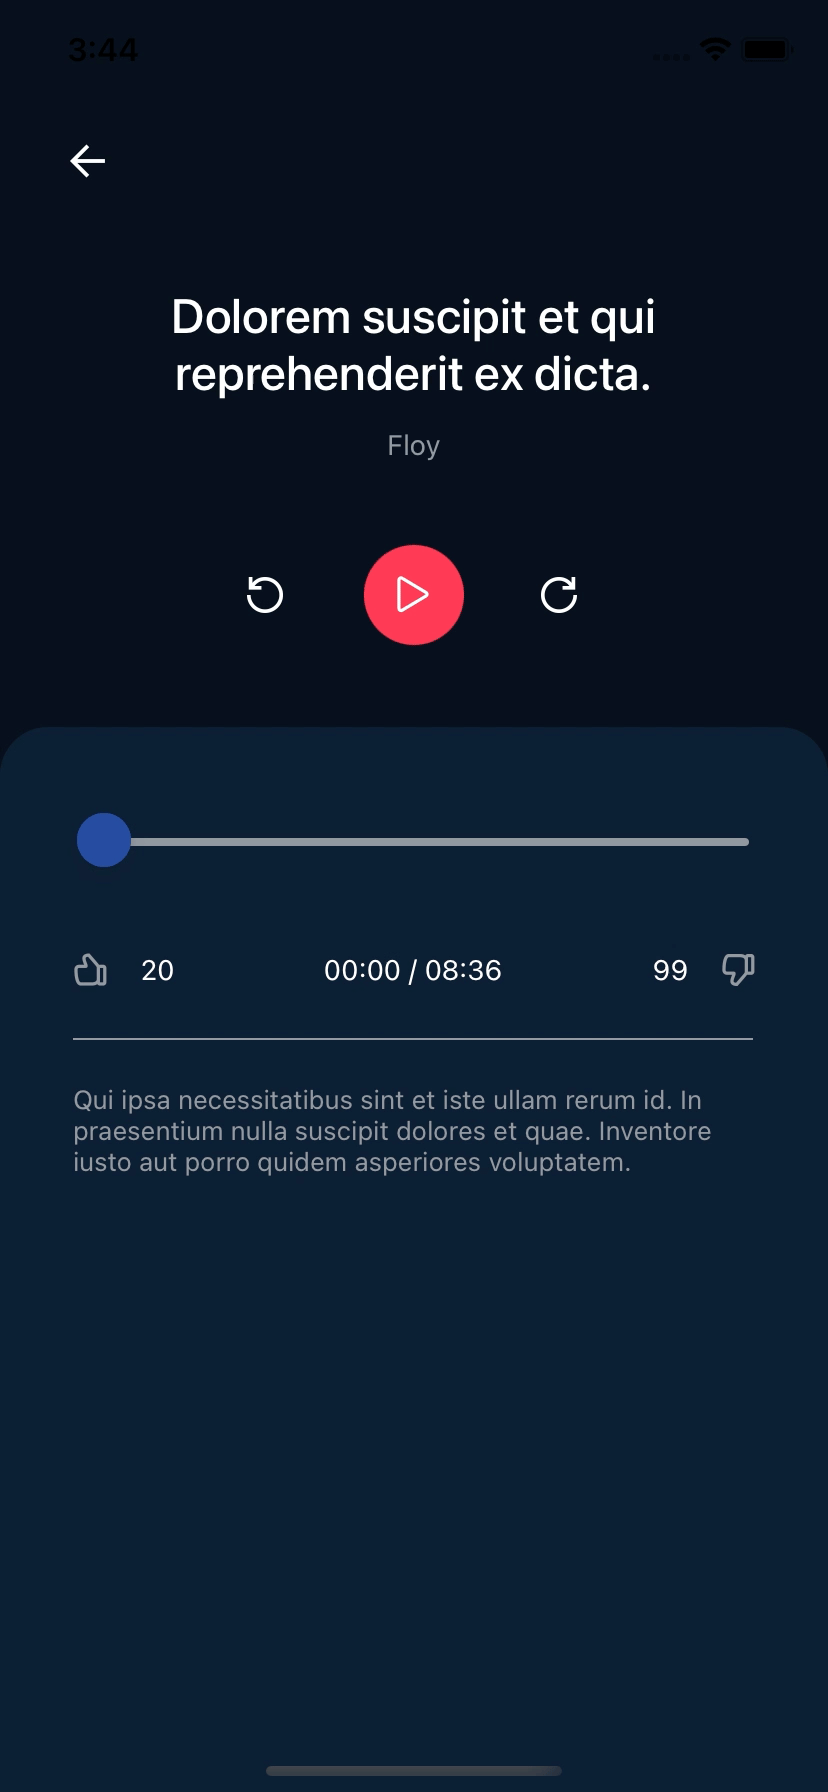 3:44
Dolorem suscipit et qui
reprehenderit ex dicta.
Floy
20
00:00 / 08:36
99
Qui ipsa necessitatibus sint et iste ullam rerum id. In
praesentium nulla suscipit dolores et quae. Inventore
iusto aut porro quidem asperiores voluptatem.